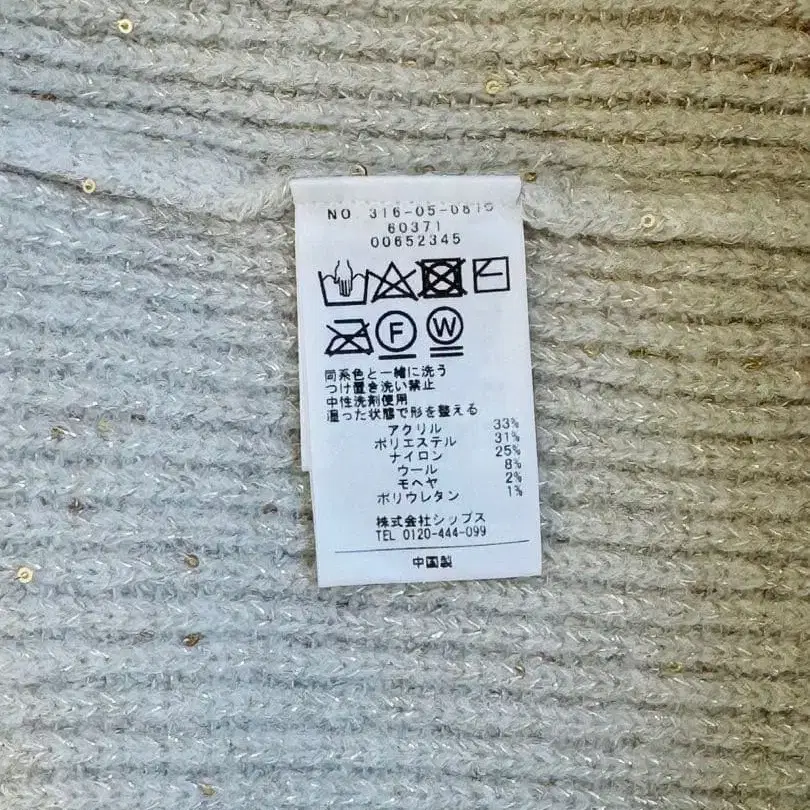 NO 316-05-0810
60371
00652345
F W
同系色と一緒に洗う
つけ置き洗い禁止
中性洗剤使用
湿った状態で形を整える
アクリル 33%
ポリエステル 31%
ナイロン 25%
ウール 8%
モヘヤ 2%
ポリウレタン 1%
株式会社シップス
TEL 0120-444-099
中国製